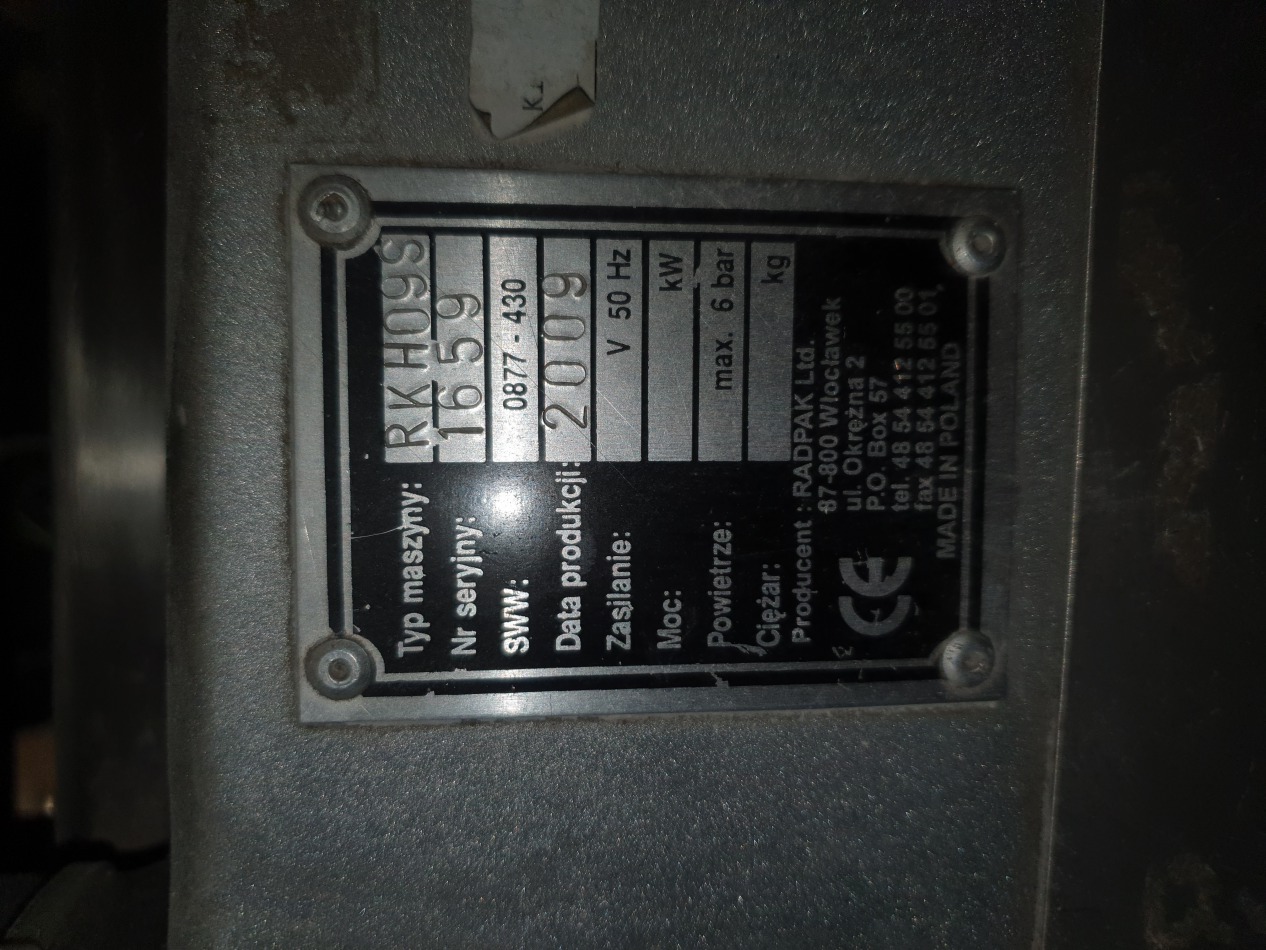 Typ maszyny: RKH09S
Nr seryjny: 1659
SWW: 0877 - 430
Data produkcji: 2009
Zasilanie: V 50 Hz
Moc: kW
Powietrze: max. 6 bar
Ciężar: kg
Producent : RADPAK Ltd.
87-800 Włocławek
ul. Okrężna 2
P.O. Box 57
tel. 48 54 412 55 00
fax 48 54 412 55 01,
MADE IN POLAND
CE